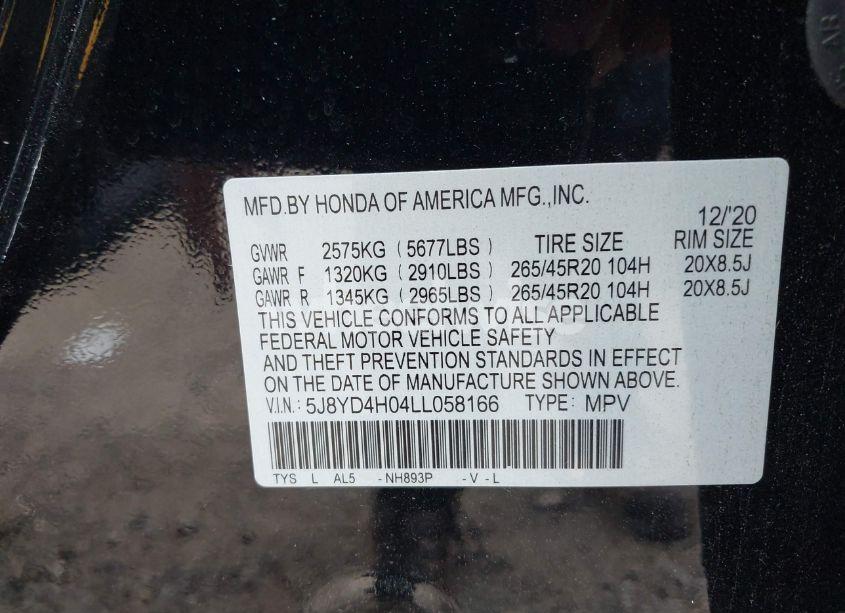 MFD.BY HONDA OF AMERICA MFG.,INC.
12/'20
GVWR 2575KG (5677LBS) TIRE SIZE RIM SIZE
GAWR F 1320KG (2910LBS) 265/45R20 104H 20X8.5J
GAWR R 1345KG (2965LBS) 265/45R20 104H 20X8.5J
THIS VEHICLE CONFORMS TO ALL APPLICABLE
FEDERAL MOTOR VEHICLE SAFETY
AND THEFT PREVENTION STANDARDS IN EFFECT
ON THE DATE OF MANUFACTURE SHOWN ABOVE.
V.I.N.: 5J8YD4H04LL058166 TYPE: MPV
TYS L AL5 -NH893P -V -L